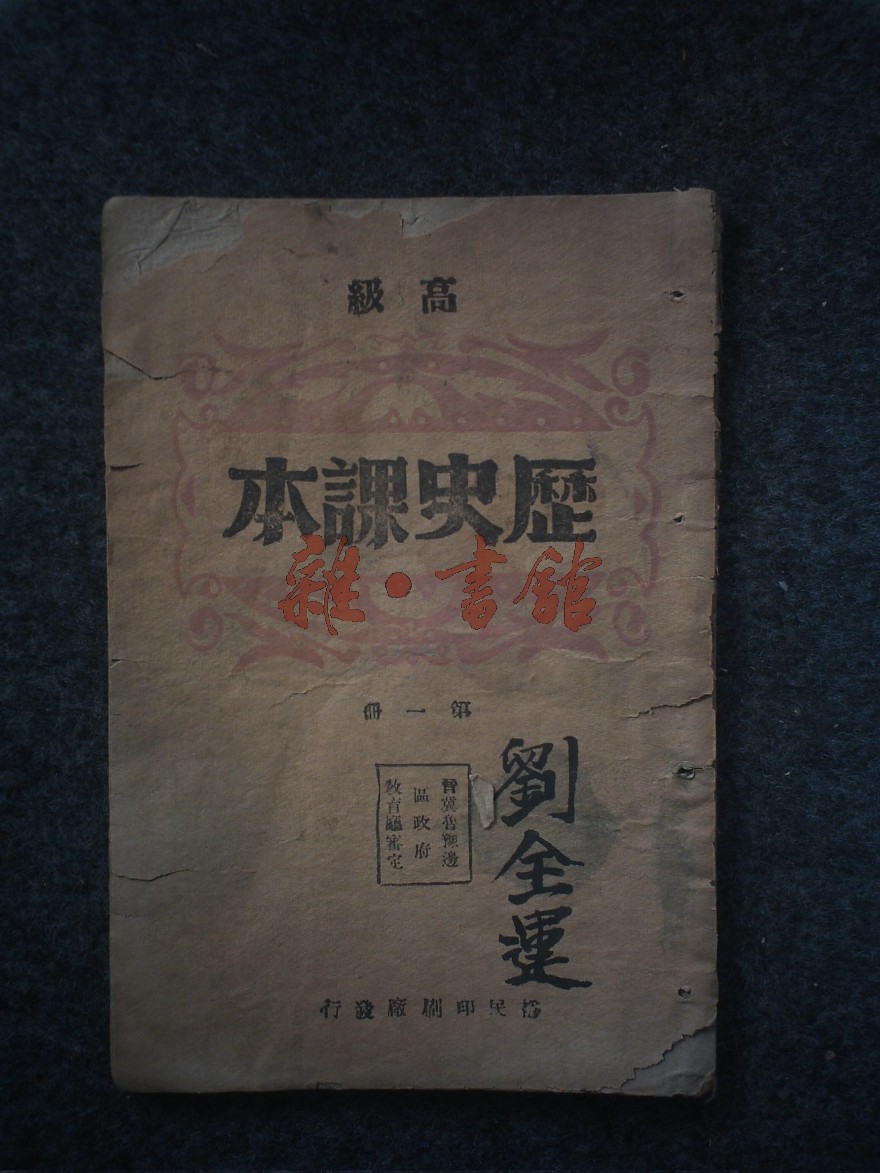 高級
歷史課本
雜·書館
第一冊
晉冀魯豫邊
區政府
教育廳審定
劉全運
裕民印刷廠發行